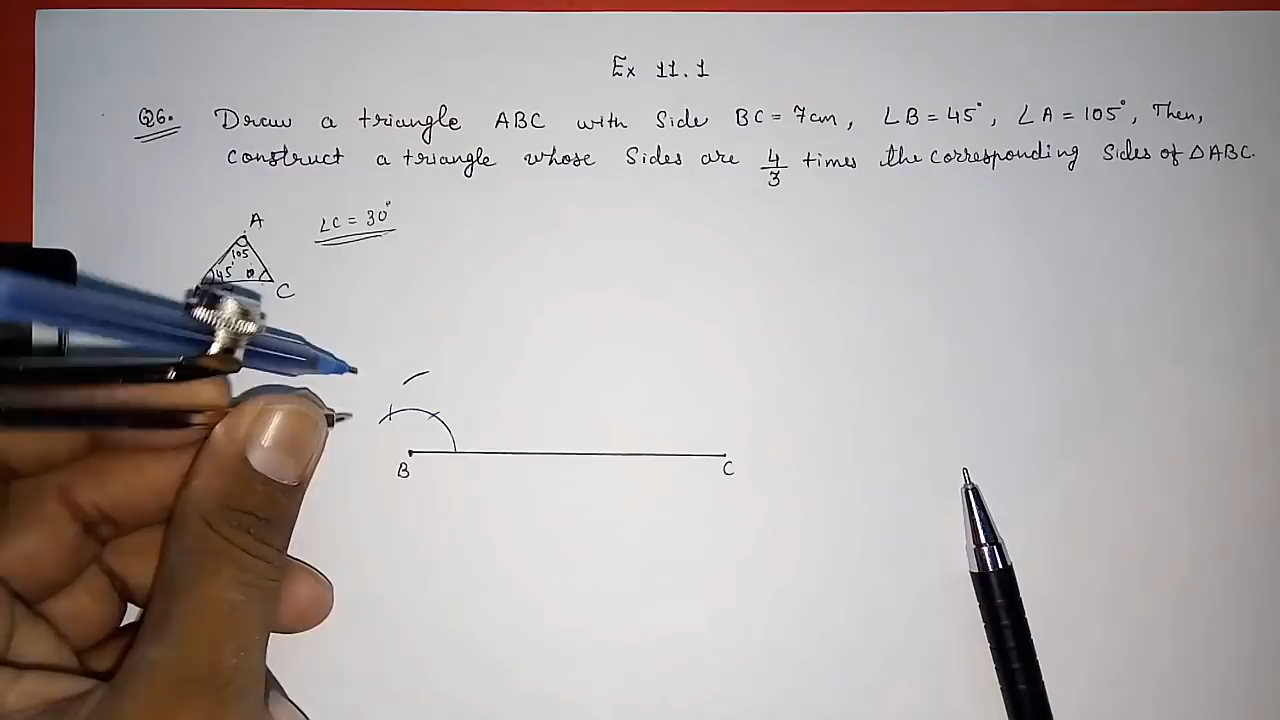 Ex 11.1
Q6. Draw a triangle ABC with Side BC = 7cm, ∠B = 45°, ∠A = 105°, Then,
construct a triangle whose Sides are 4/3 times the corresponding Sides of △ABC.
A
∠C = 30°
105
45°
C
B
C